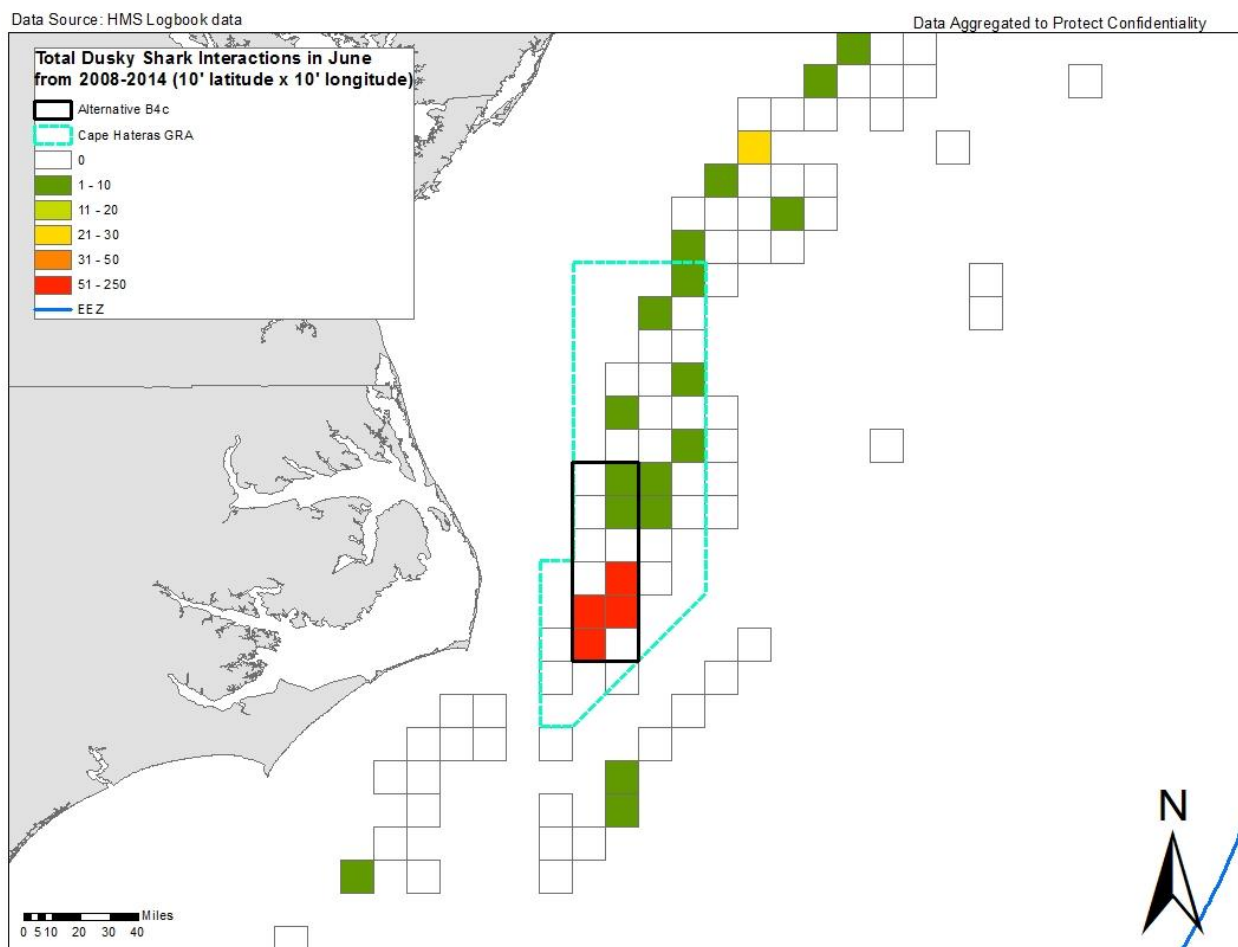 Data Source: HMS Logbook data
Data Aggregated to Protect Confidentiality
Total Dusky Shark Interactions in June
from 2008-2014 (10' latitude x 10' longitude)
Alternative B4c
Cape Hateras GRA
0
1 - 10
11 - 20
21 - 30
31 - 50
51 - 250
EEZ
N
Miles
0 5 10 20 30 40